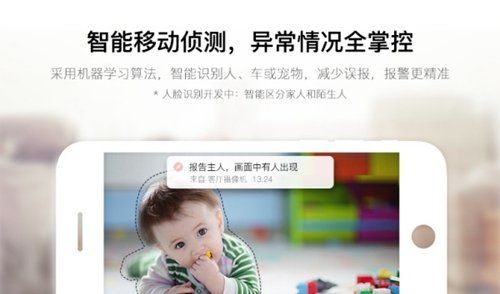 智能移动侦测，异常情况全掌控
采用机器学习算法，智能识别人、车或宠物，减少误报，报警更精准
* 人脸识别开发中：智能区分家人和陌生人
报告主人，画面中有人出现
来自 客厅摄像机 13:24